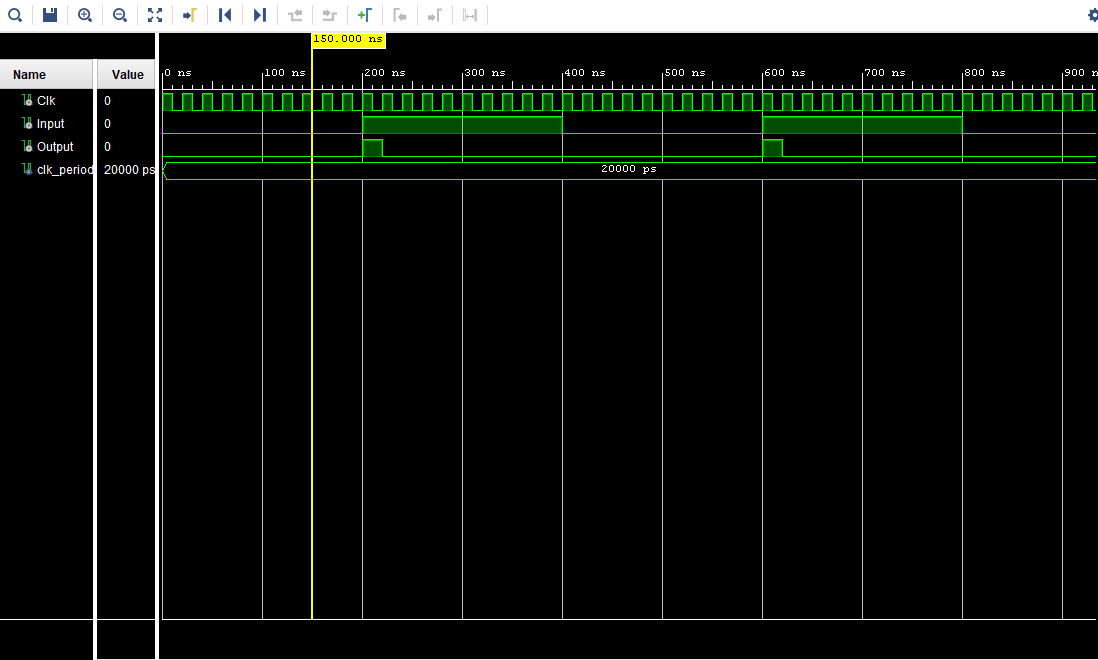 150.000 ns
Name Value
0 ns 100 ns 200 ns 300 ns 400 ns 500 ns 600 ns 700 ns 800 ns 900 n
Clk 0
Input 0
Output 0
clk_period 20000 ps 20000 ps